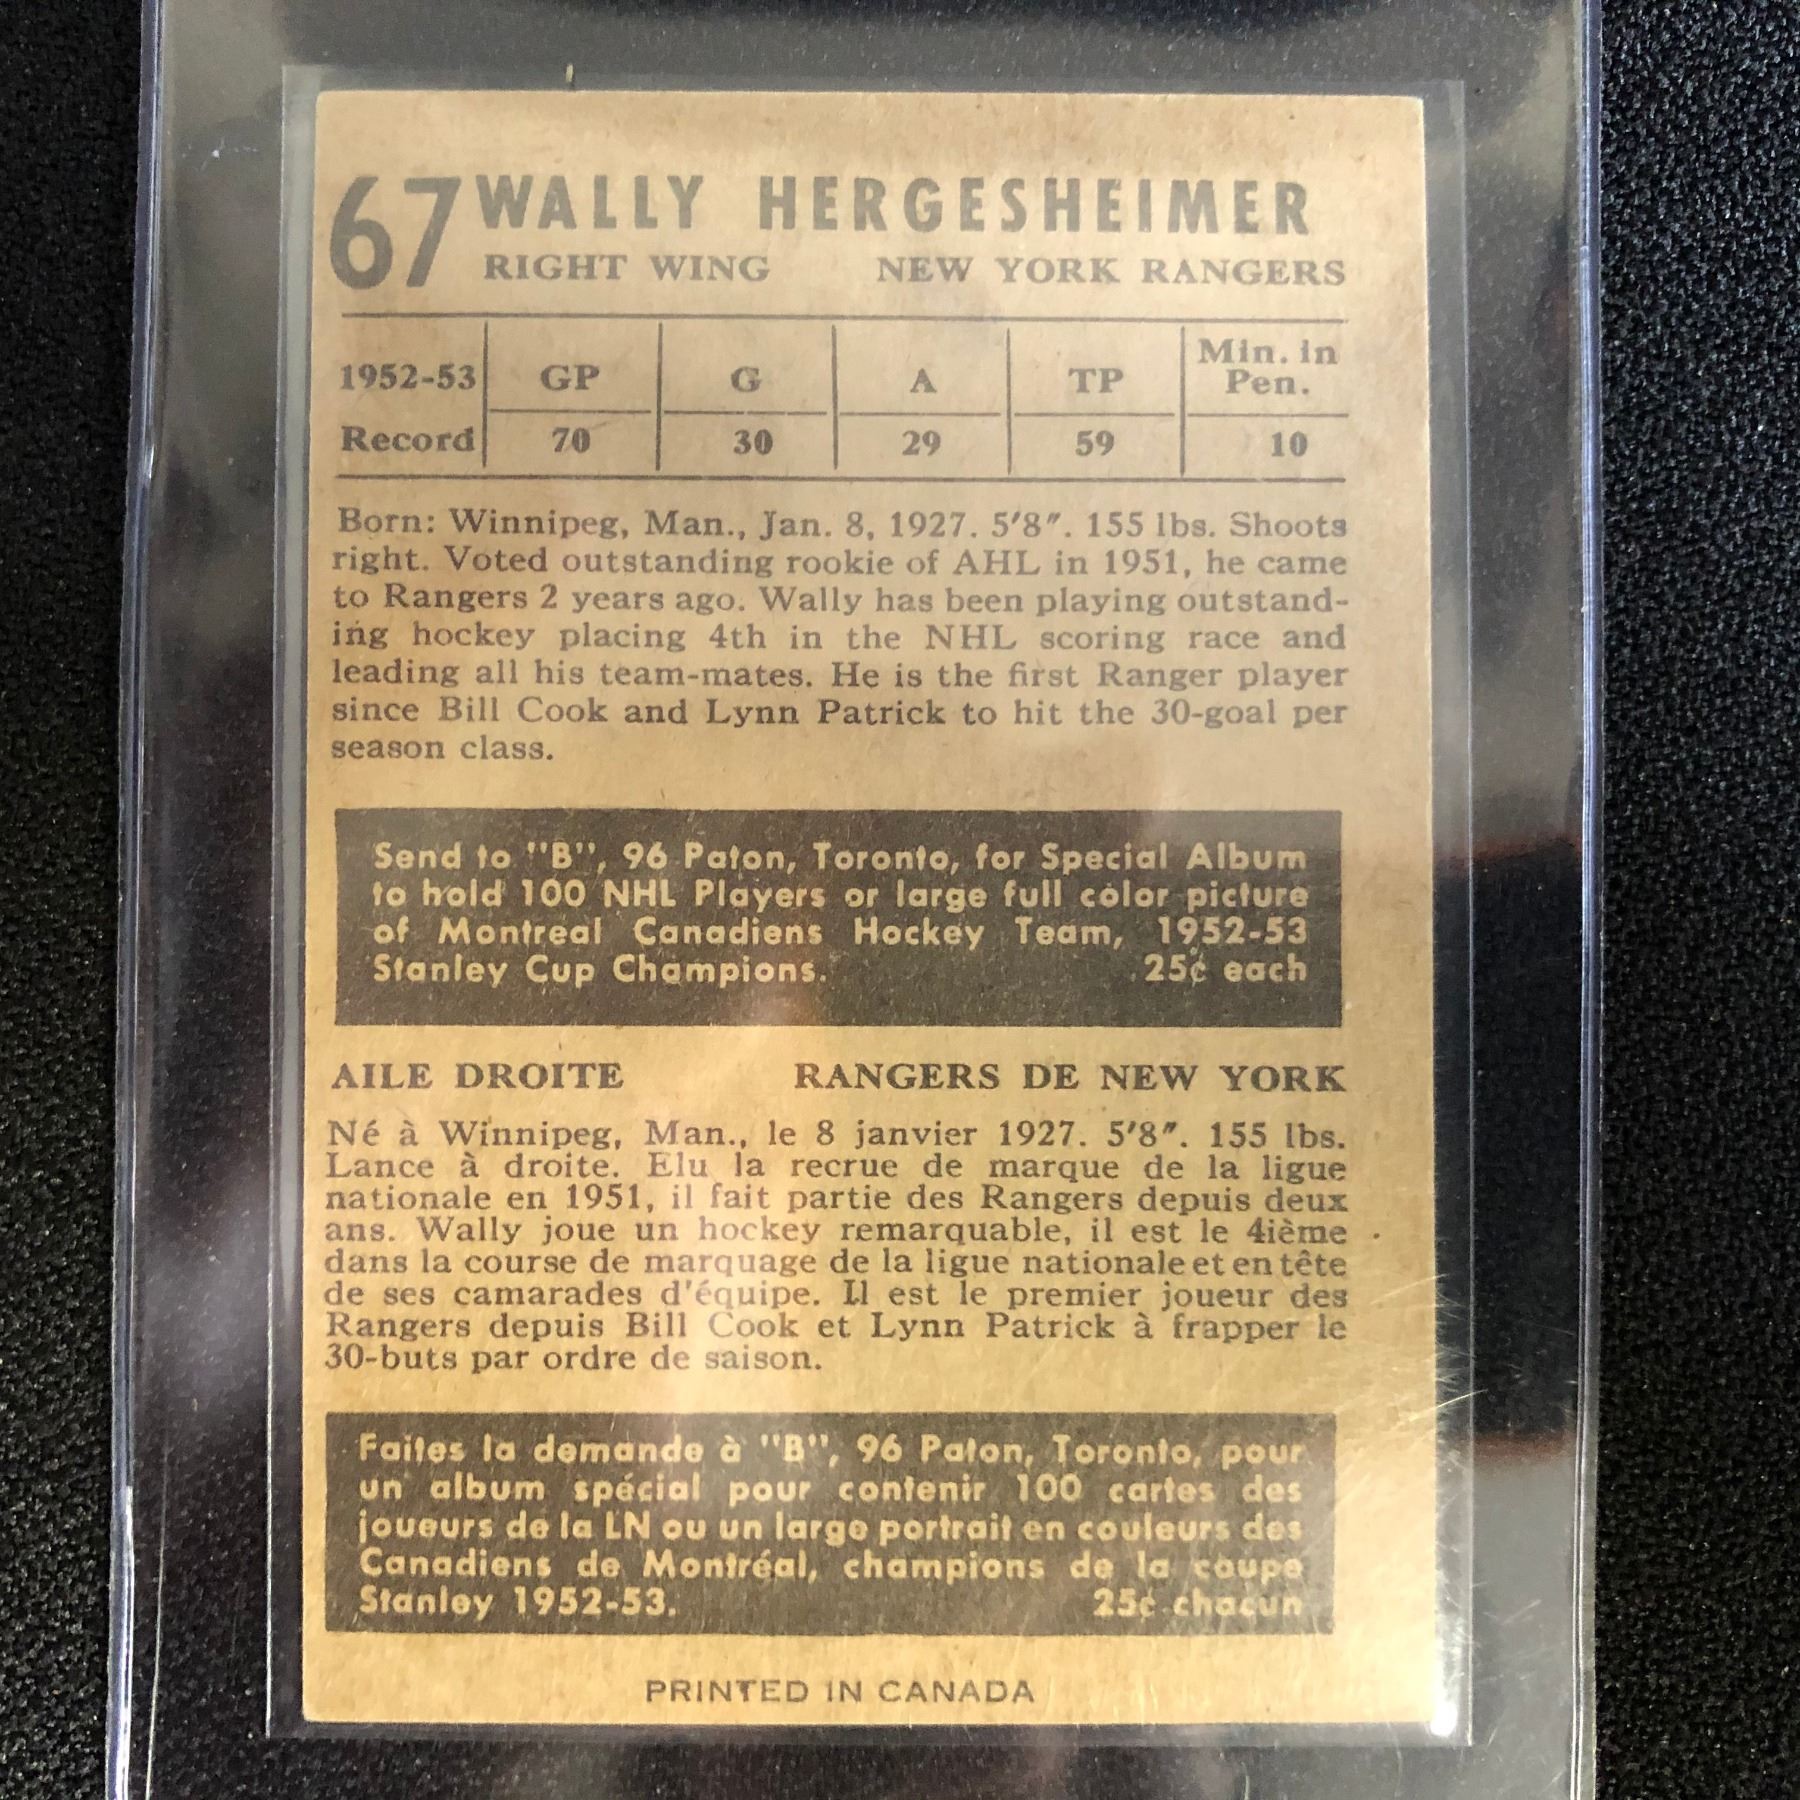 67 WALLY HERGESHEIMER
RIGHT WING NEW YORK RANGERS
1952-53 GP G A TP Min. in Pen.
Record 70 30 29 59 10
Born: Winnipeg, Man., Jan. 8, 1927. 5'8". 155 lbs. Shoots
right. Voted outstanding rookie of AHL in 1951, he came
to Rangers 2 years ago. Wally has been playing outstand-
ing hockey placing 4th in the NHL scoring race and
leading all his team-mates. He is the first Ranger player
since Bill Cook and Lynn Patrick to hit the 30-goal per
season class.
Send to "B", 96 Paton, Toronto, for Special Album
to hold 100 NHL Players or large full color picture
of Montreal Canadiens Hockey Team, 1952-53
Stanley Cup Champions. 25¢ each
AILE DROITE RANGERS DE NEW YORK
Né à Winnipeg, Man., le 8 janvier 1927. 5'8". 155 lbs.
Lance à droite. Elu la recrue de marque de la ligue
nationale en 1951, il fait partie des Rangers depuis deux
ans. Wally joue un hockey remarquable, il est le 4ième
dans la course de marquage de la ligue nationale et en tête
de ses camarades d'équipe. Il est le premier joueur des
Rangers depuis Bill Cook et Lynn Patrick à frapper le
30-buts par ordre de saison.
Faites la demande à "B", 96 Paton, Toronto, pour
un album spécial pour contenir 100 cartes des
joueurs de la LN ou un large portrait en couleurs des
Canadiens de Montréal, champions de la coupe
Stanley 1952-53. 25¢ chacun
PRINTED IN CANADA